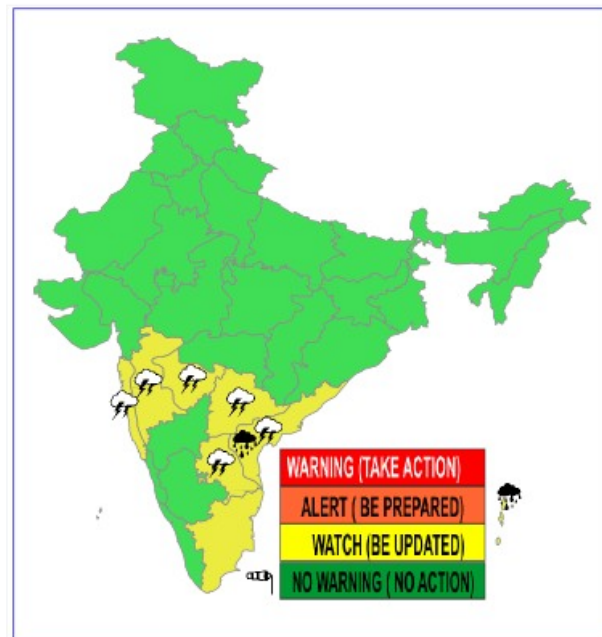 WARNING (TAKE ACTION)
ALERT ( BE PREPARED)
WATCH (BE UPDATED)
NO WARNING ( NO ACTION)